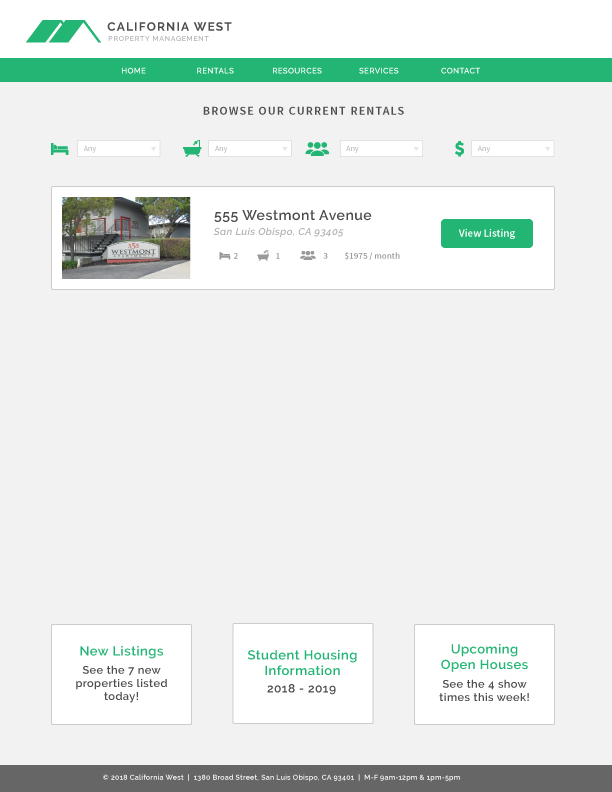 CALIFORNIA WEST
PROPERTY MANAGEMENT
HOME RENTALS RESOURCES SERVICES CONTACT
BROWSE OUR CURRENT RENTALS
Any Any Any $ Any
555 Westmont Avenue
San Luis Obispo, CA 93405
2 1 3 $1975 / month
View Listing
555
WESTMONT
New Listings
See the 7 new
properties listed
today!
Student Housing
Information
2018 - 2019
Upcoming
Open Houses
See the 4 show
times this week!
© 2018 California West | 1380 Broad Street, San Luis Obispo, CA 93401 | M-F 9am-12pm & 1pm-5pm